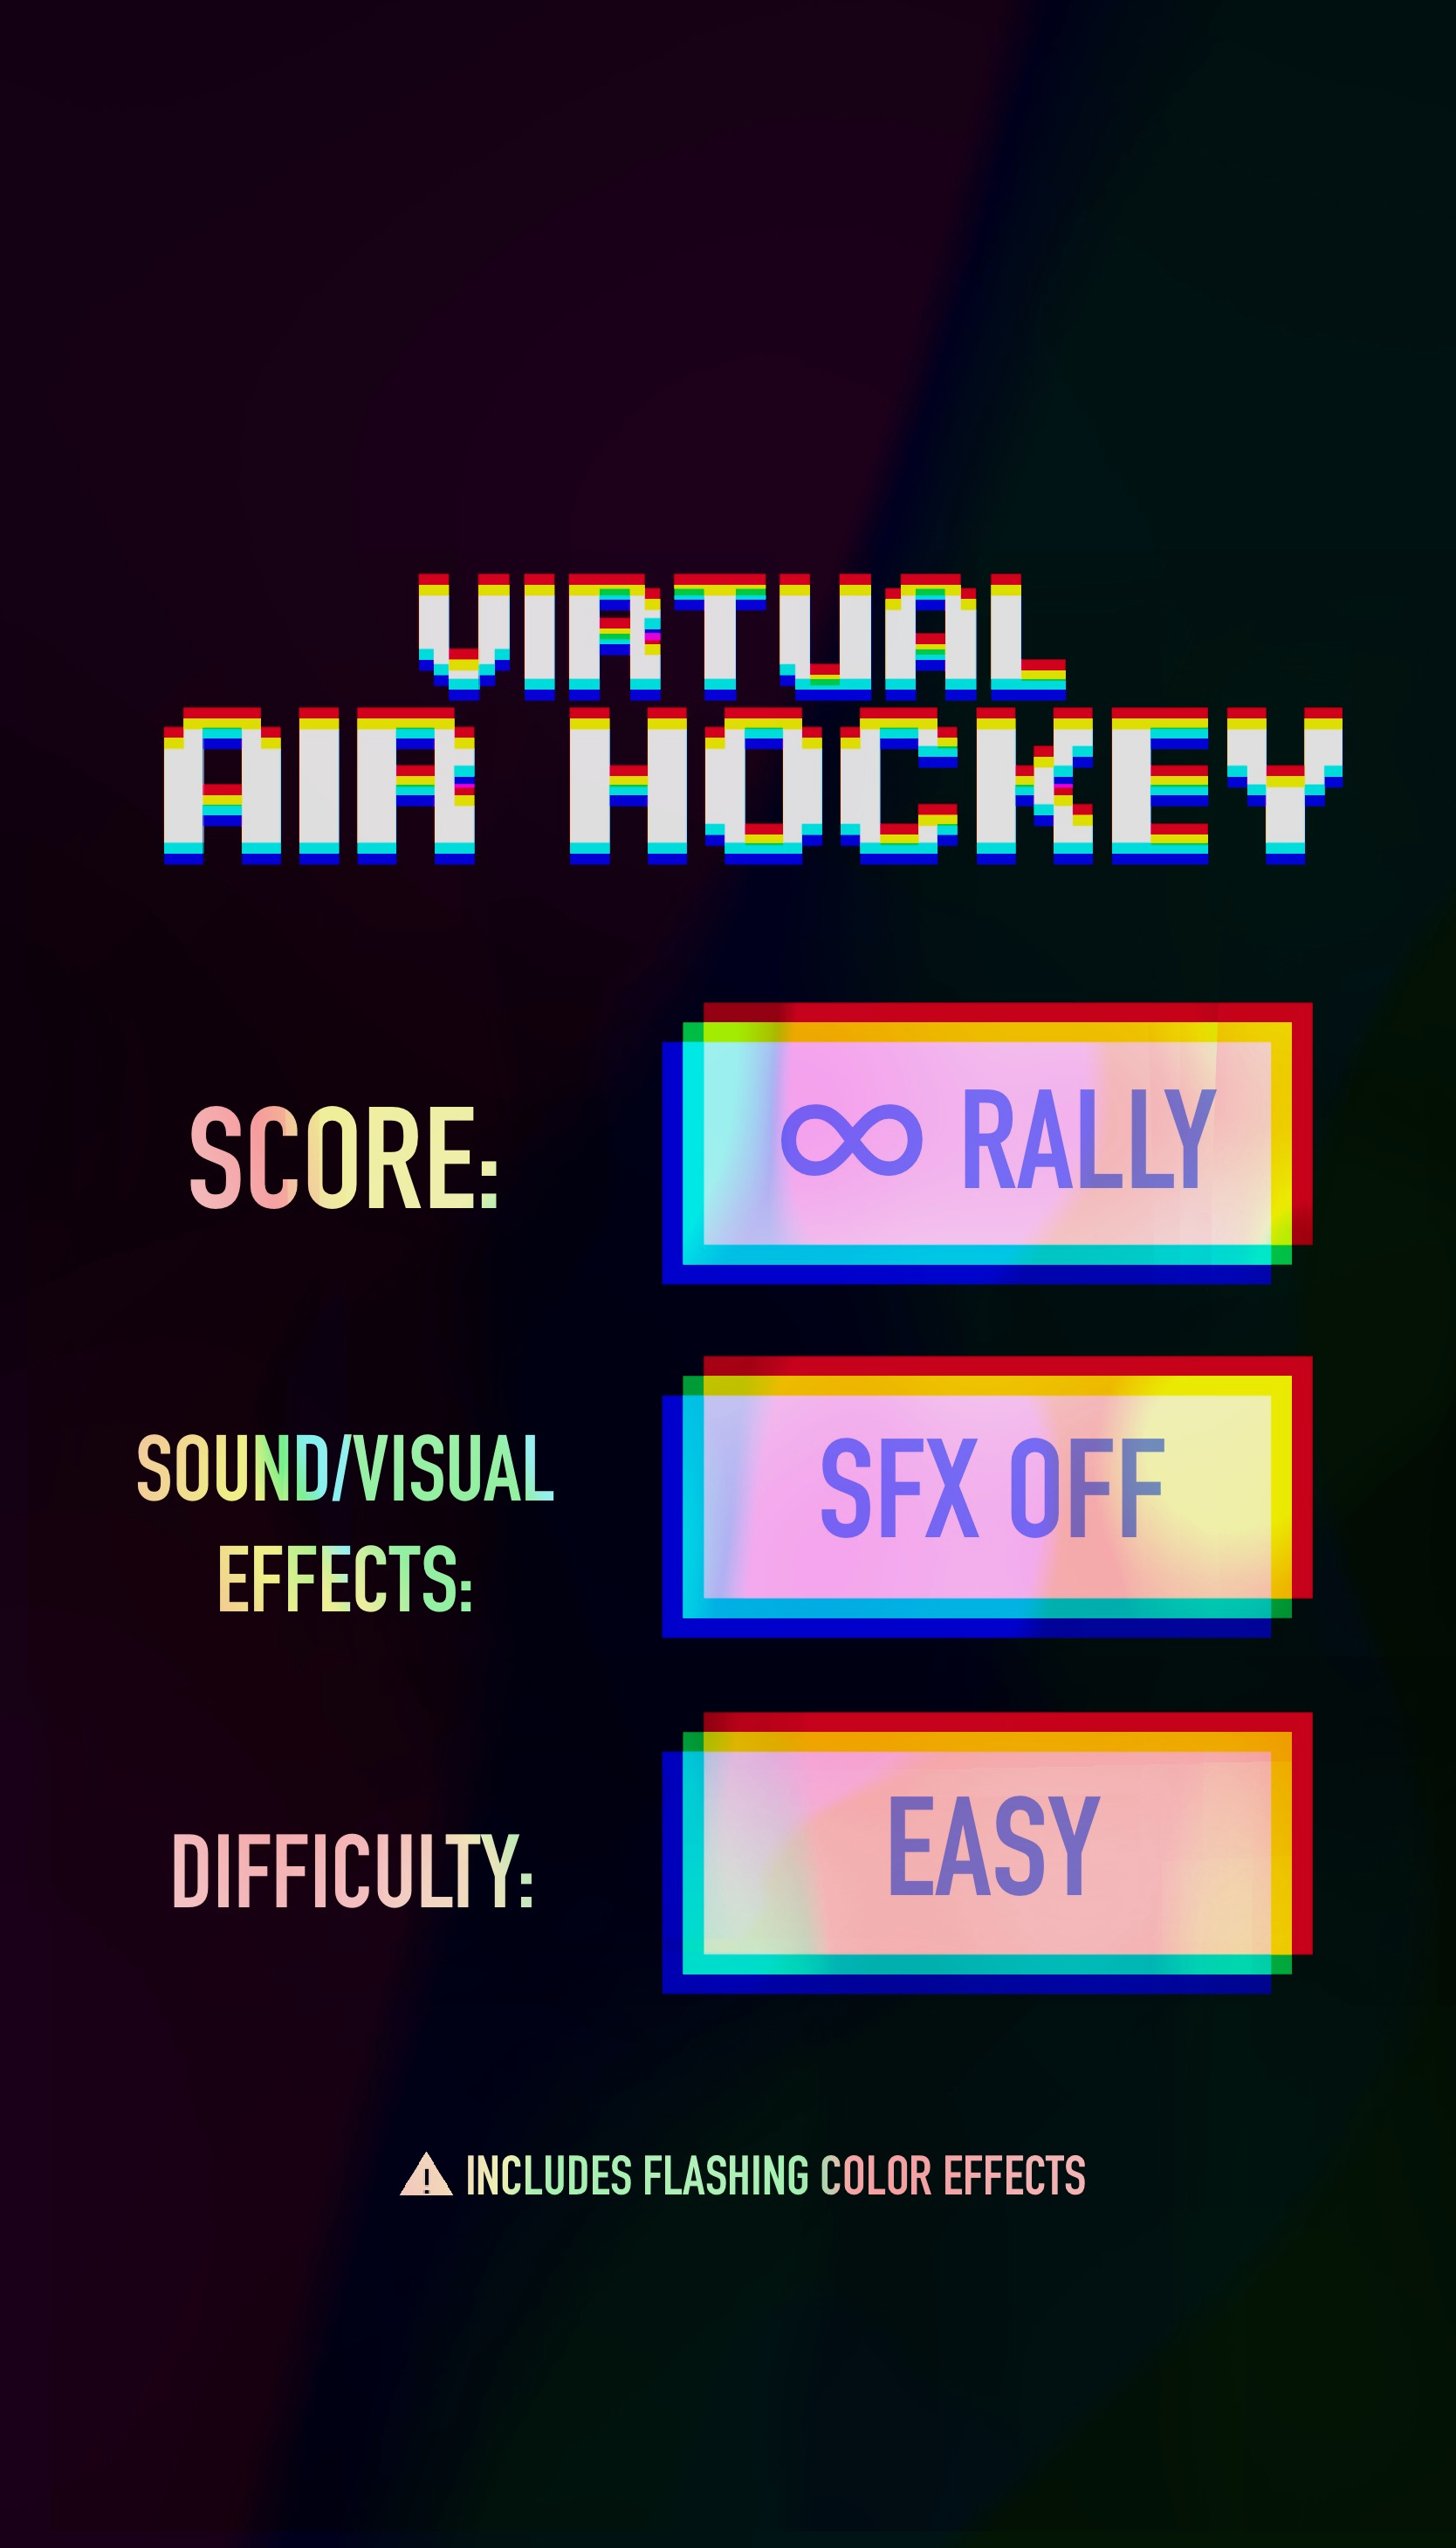 VIRTUAL
AIR HOCKEY
SCORE:
∞ RALLY
SOUND/VISUAL
EFFECTS:
SFX OFF
DIFFICULTY:
EASY
⚠ INCLUDES FLASHING COLOR EFFECTS